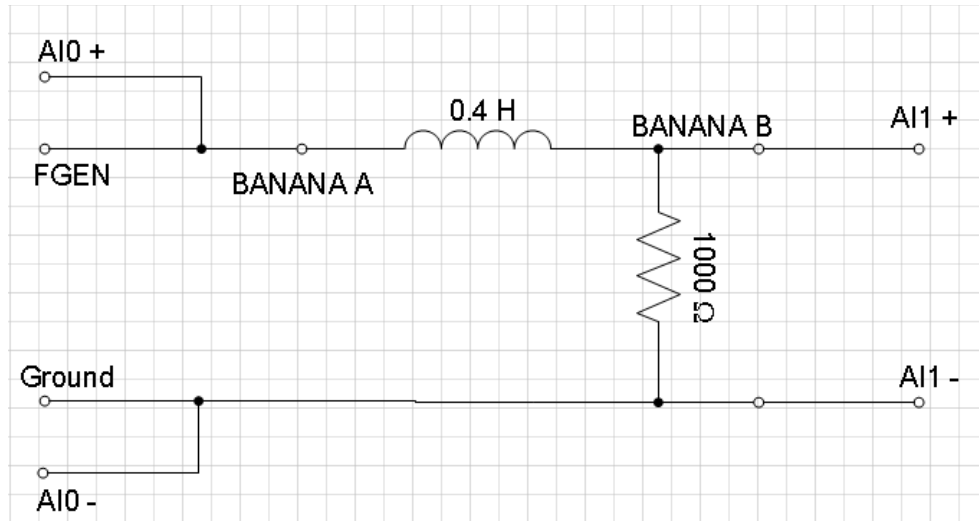 AI0 +
0.4 H
AI1 +
BANANA B
FGEN
BANANA A
1000 Ω
Ground
AI1 -
AI0 -